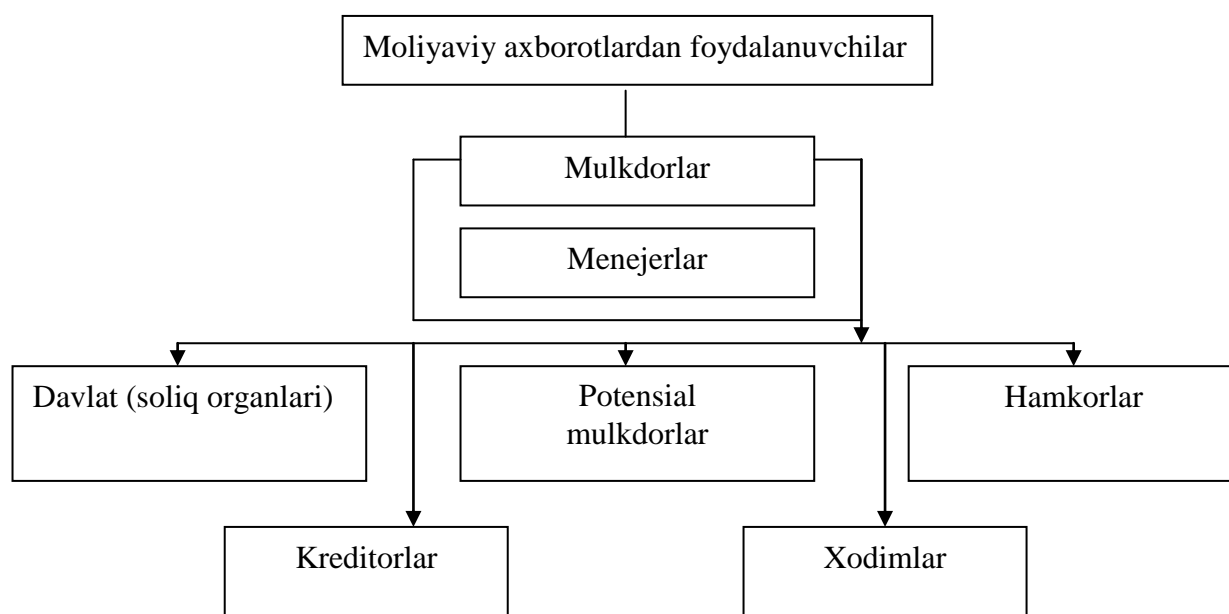 Moliyaviy axborotlardan foydalanuvchilar
Mulkdorlar
Menejerlar
Davlat (soliq organlari)
Potensial
mulkdorlar
Hamkorlar
Kreditorlar
Xodimlar